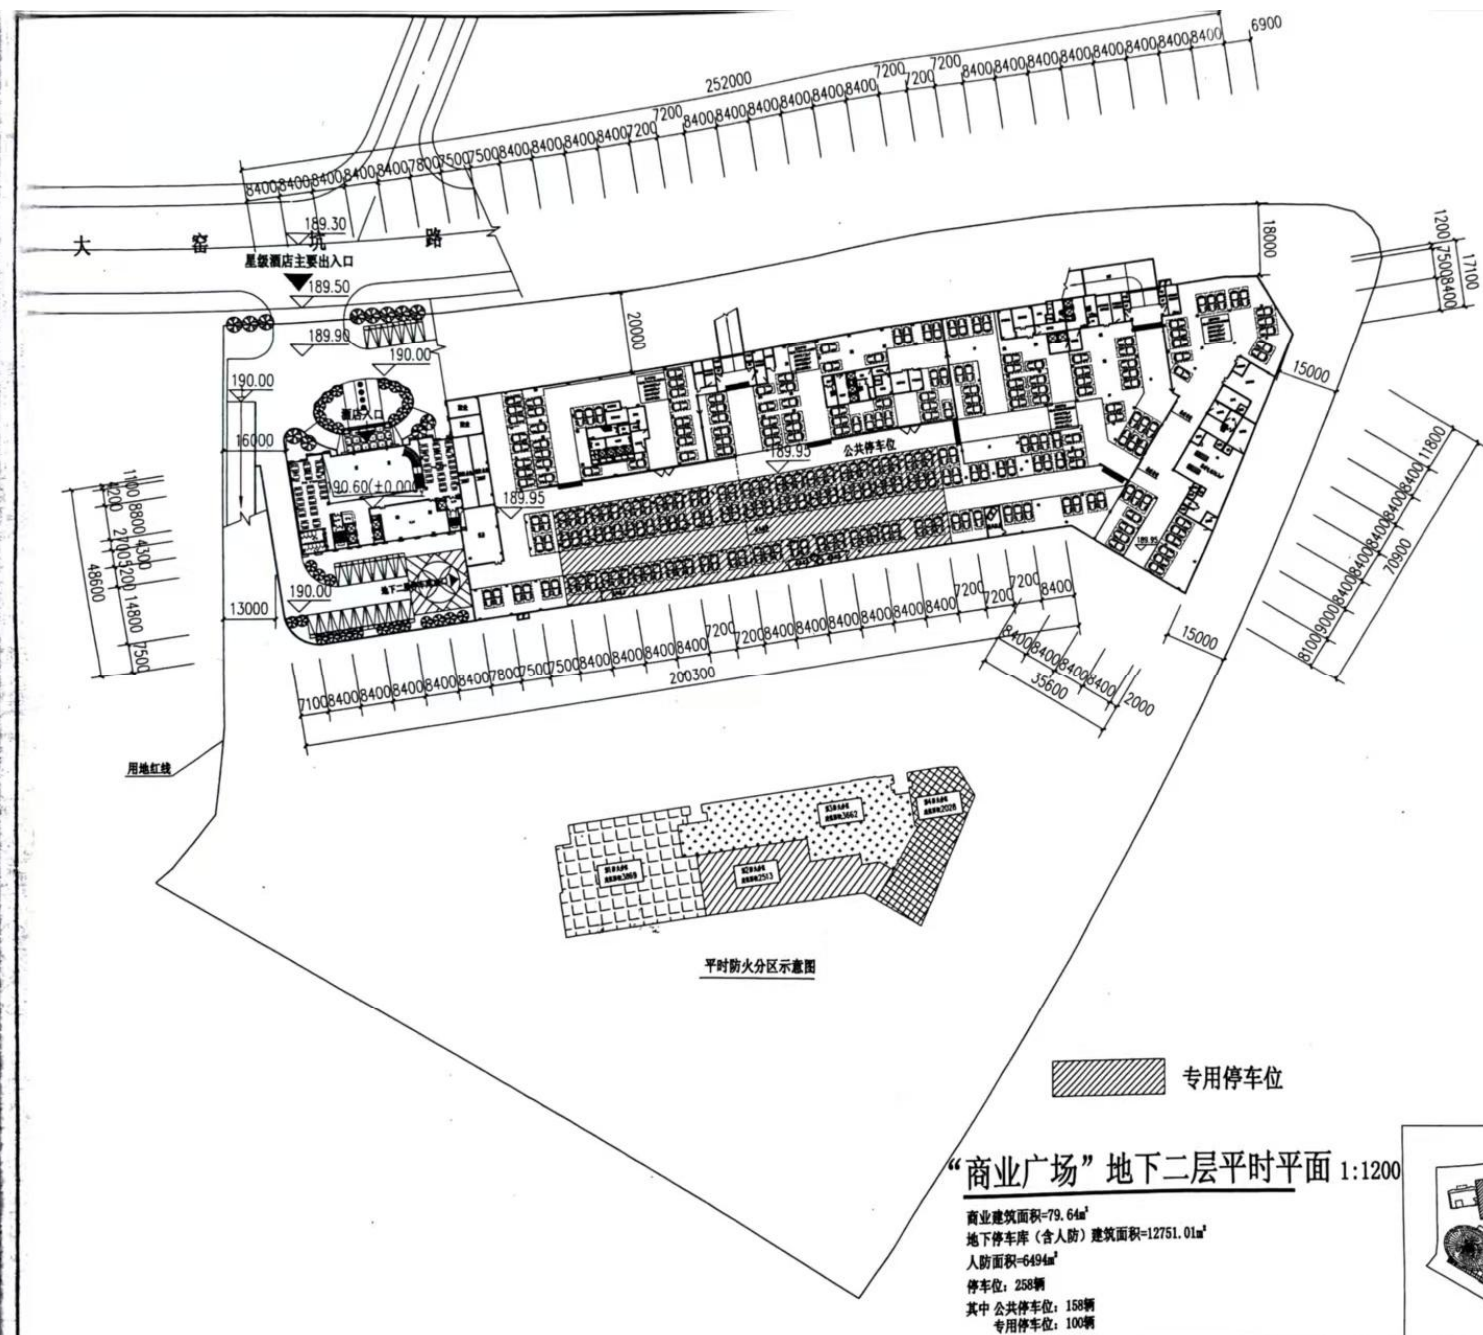 252000
6900
8400 8400 8400 8400 8400 7800 7500 7500 8400 8400 8400 8400 7200 7200 8400 8400 8400 8400 8400 8400 7200 7200 7200 8400 8400 8400 8400 8400 8400 8400 8400
大窑坑路
189.30
星级酒店主要出入口
189.50
189.90
190.00
190.00
酒店入口
16000
20000
18000
1200
7500
8400
17100
15000
公共停车位
189.95
189.95
189.95
190.00
13000
1100
4200
8800
4300
2700
5200
14800
7500
48600
11800
8400
8400
8400
8400
8400
8400
9000
8100
70900
15000
7100 8400 8400 8400 8400 8400 7800 7500 7500 8400 8400 8400 8400 7200 7200 8400 8400 8400 8400 8400 8400 7200 7200 8400
200300
8400 8400 8400 8400 2000
35600
用地红线
平时防火分区示意图
专用停车位
“商业广场”地下二层平时平面 1:1200
商业建筑面积=79.64㎡
地下停车库（含人防）建筑面积=12751.01㎡
人防面积=6494㎡
停车位：258辆
其中 公共停车位：158辆
专用停车位：100辆